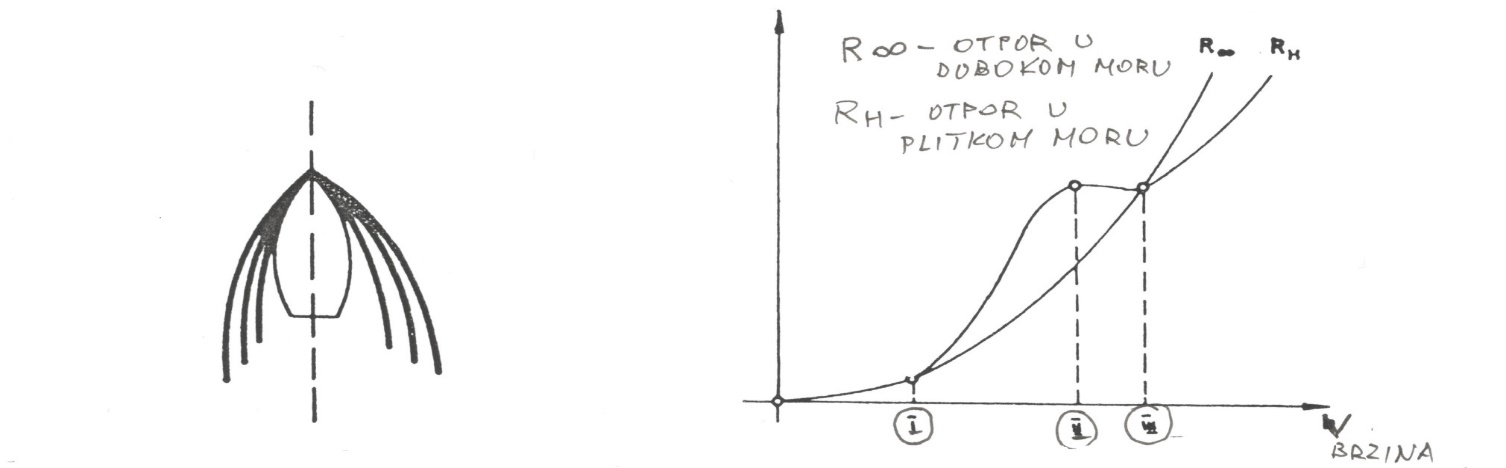 R∞ – OTPOR U
DUBOKOM MORU
R∞ RH
RH – OTPOR U
PLITKOM MORU
I II III
V
BRZINA